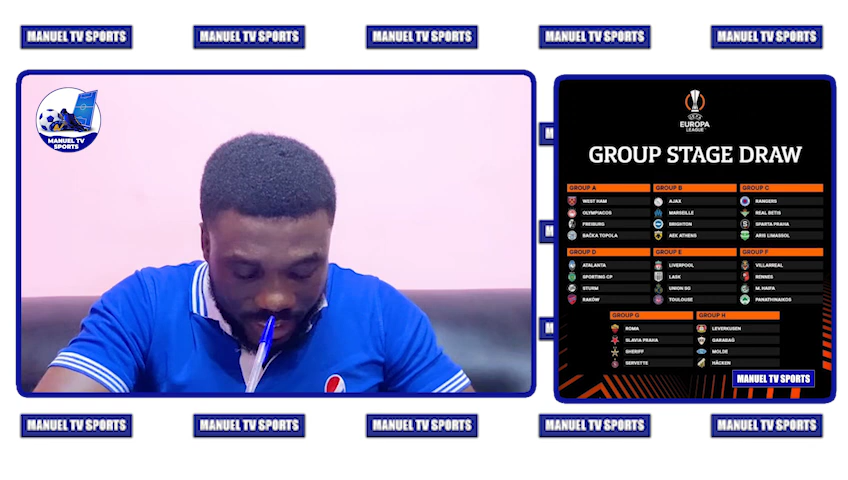 MANUEL TV SPORTS MANUEL TV SPORTS MANUEL TV SPORTS MANUEL TV SPORTS MANUEL TV SPORTS
MANUEL TV
SPORTS
UEFA
EUROPA
LEAGUE
GROUP STAGE DRAW
GROUP A
WEST HAM
OLYMPIACOS
FREIBURG
BAČKA TOPOLA
GROUP B
AJAX
MARSEILLE
BRIGHTON
AEK ATHENS
GROUP C
RANGERS
REAL BETIS
SPARTA PRAHA
ARIS LIMASSOL
GROUP D
ATALANTA
SPORTING CP
STURM
RAKÓW
GROUP E
LIVERPOOL
LASK
UNION SG
TOULOUSE
GROUP F
VILLARREAL
RENNES
M. HAIFA
PANATHINAIKOS
GROUP G
ROMA
SLAVIA PRAHA
SHERIFF
SERVETTE
GROUP H
LEVERKUSEN
QARABAĞ
MOLDE
HÄCKEN
MANUEL TV SPORTS
MANUEL TV SPORTS MANUEL TV SPORTS MANUEL TV SPORTS MANUEL TV SPORTS MANUEL TV SPORTS